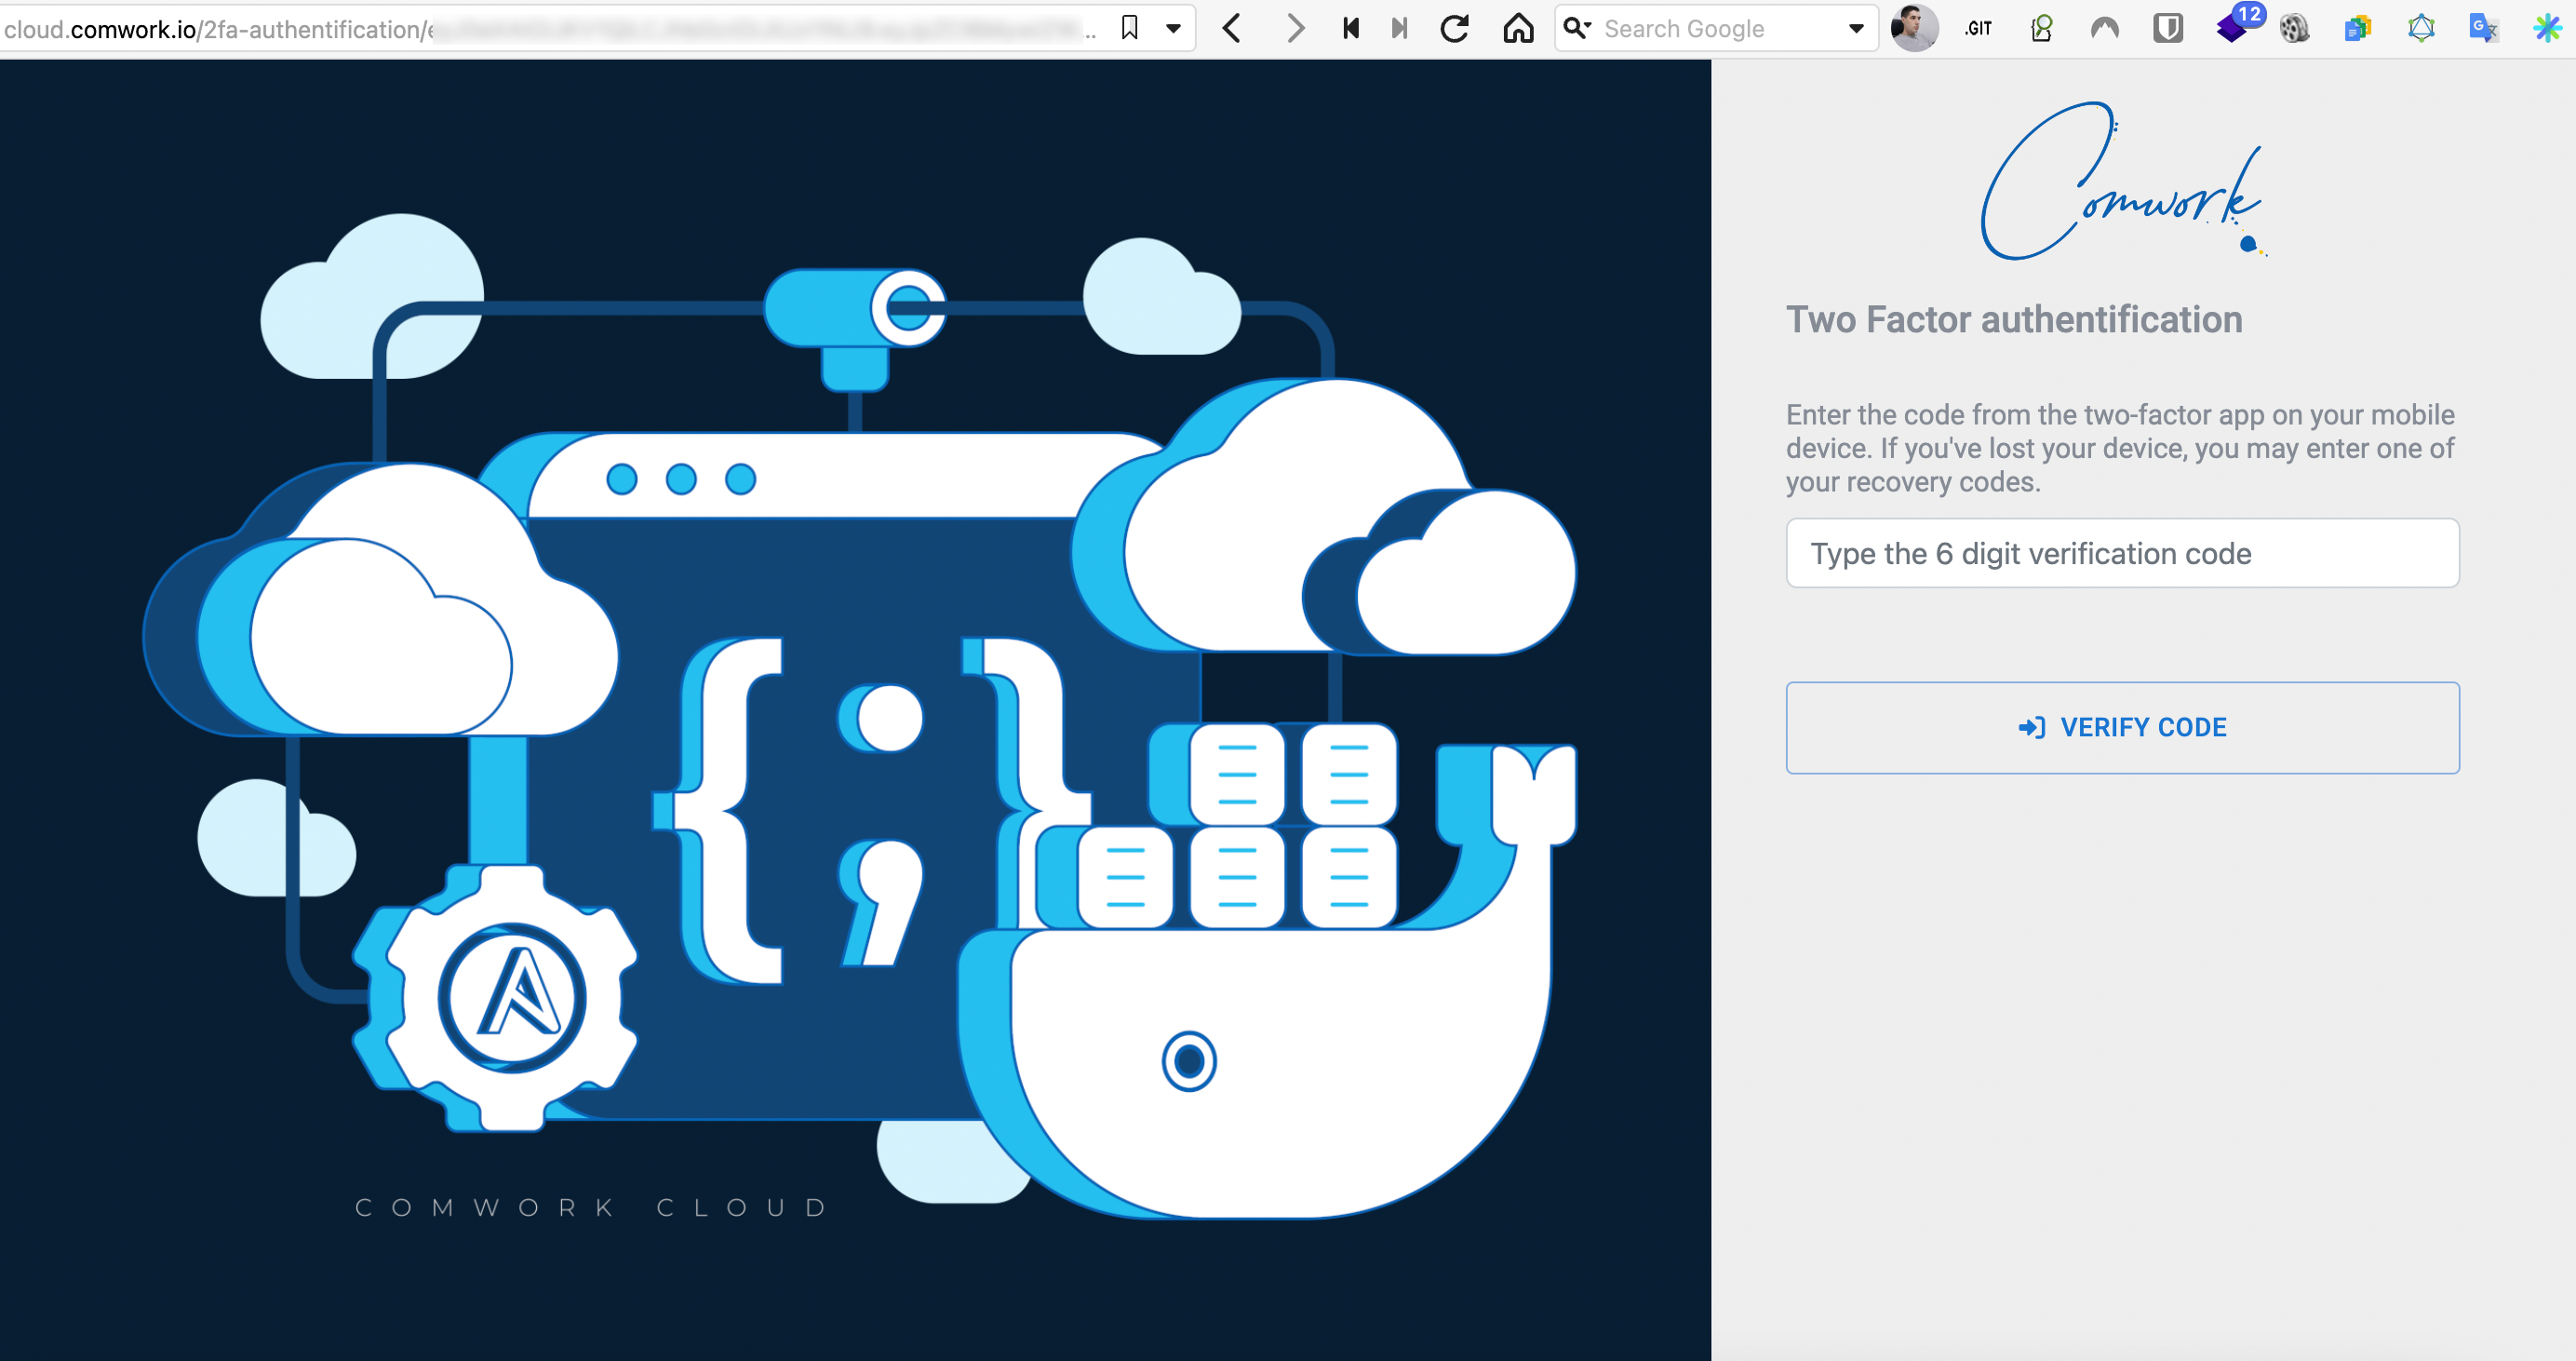 cloud.comwork.io/2fa-authentification/
Search Google
.GIT
12
Comwork
Two Factor authentification
Enter the code from the two-factor app on your mobile
device. If you've lost your device, you may enter one of
your recovery codes.
Type the 6 digit verification code
VERIFY CODE
{;}
COMWORK CLOUD